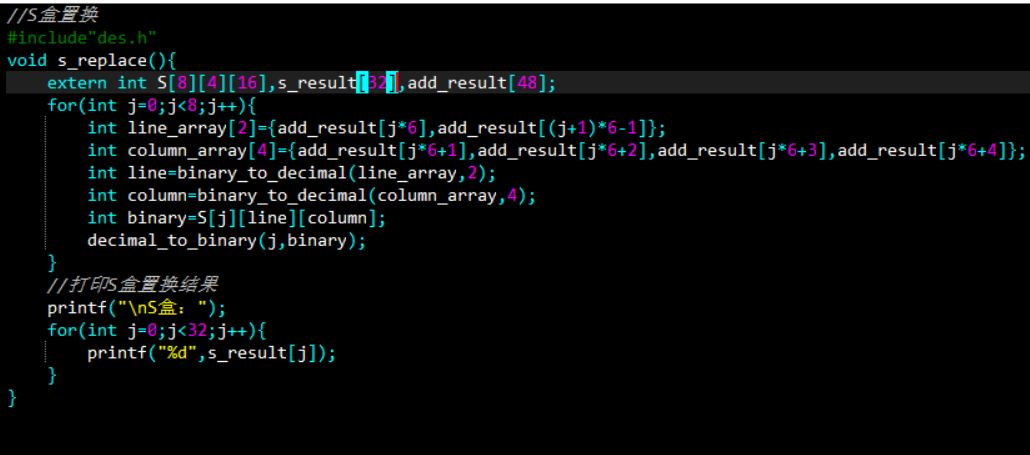 //S盒置换
#include"des.h"
void s_replace(){
    extern int S[8][4][16],s_result[32],add_result[48];
    for(int j=0;j<8;j++){
        int line_array[2]={add_result[j*6],add_result[(j+1)*6-1]};
        int column_array[4]={add_result[j*6+1],add_result[j*6+2],add_result[j*6+3],add_result[j*6+4]};
        int line=binary_to_decimal(line_array,2);
        int column=binary_to_decimal(column_array,4);
        int binary=S[j][line][column];
        decimal_to_binary(j,binary);
    }
    //打印S盒置换结果
    printf("\nS盒：");
    for(int j=0;j<32;j++){
        printf("%d",s_result[j]);
    }
}